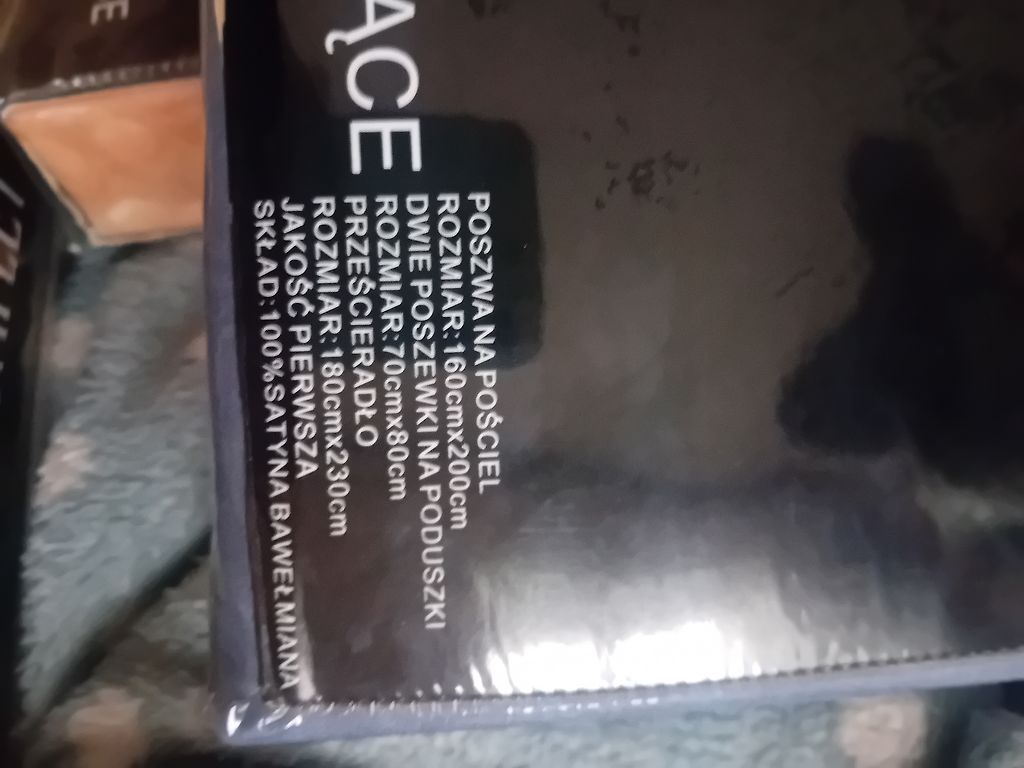 ĄCE
POSZWA NA POŚCIEL
ROZMIAR:160cmx200cm
DWIE POSZEWKI NA PODUSZKI
ROZMIAR:70cmx80cm
PRZEŚCIERADŁO
ROZMIAR:180cmx230cm
JAKOŚĆ PIERWSZA
SKŁAD:100%SATYNA BAWEŁMIANA
E